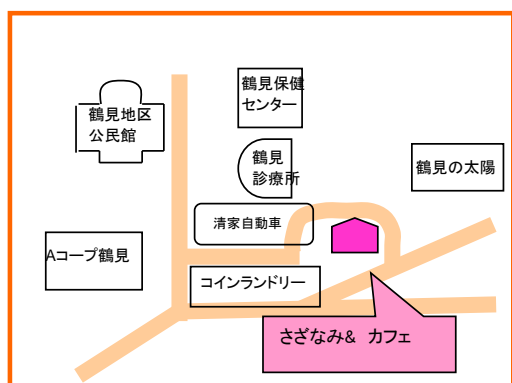 鶴見保健
センター
鶴見地区
公民館
鶴見
診療所
鶴見の太陽
清家自動車
Aコープ鶴見
コインランドリー
さざなみ& カフェ